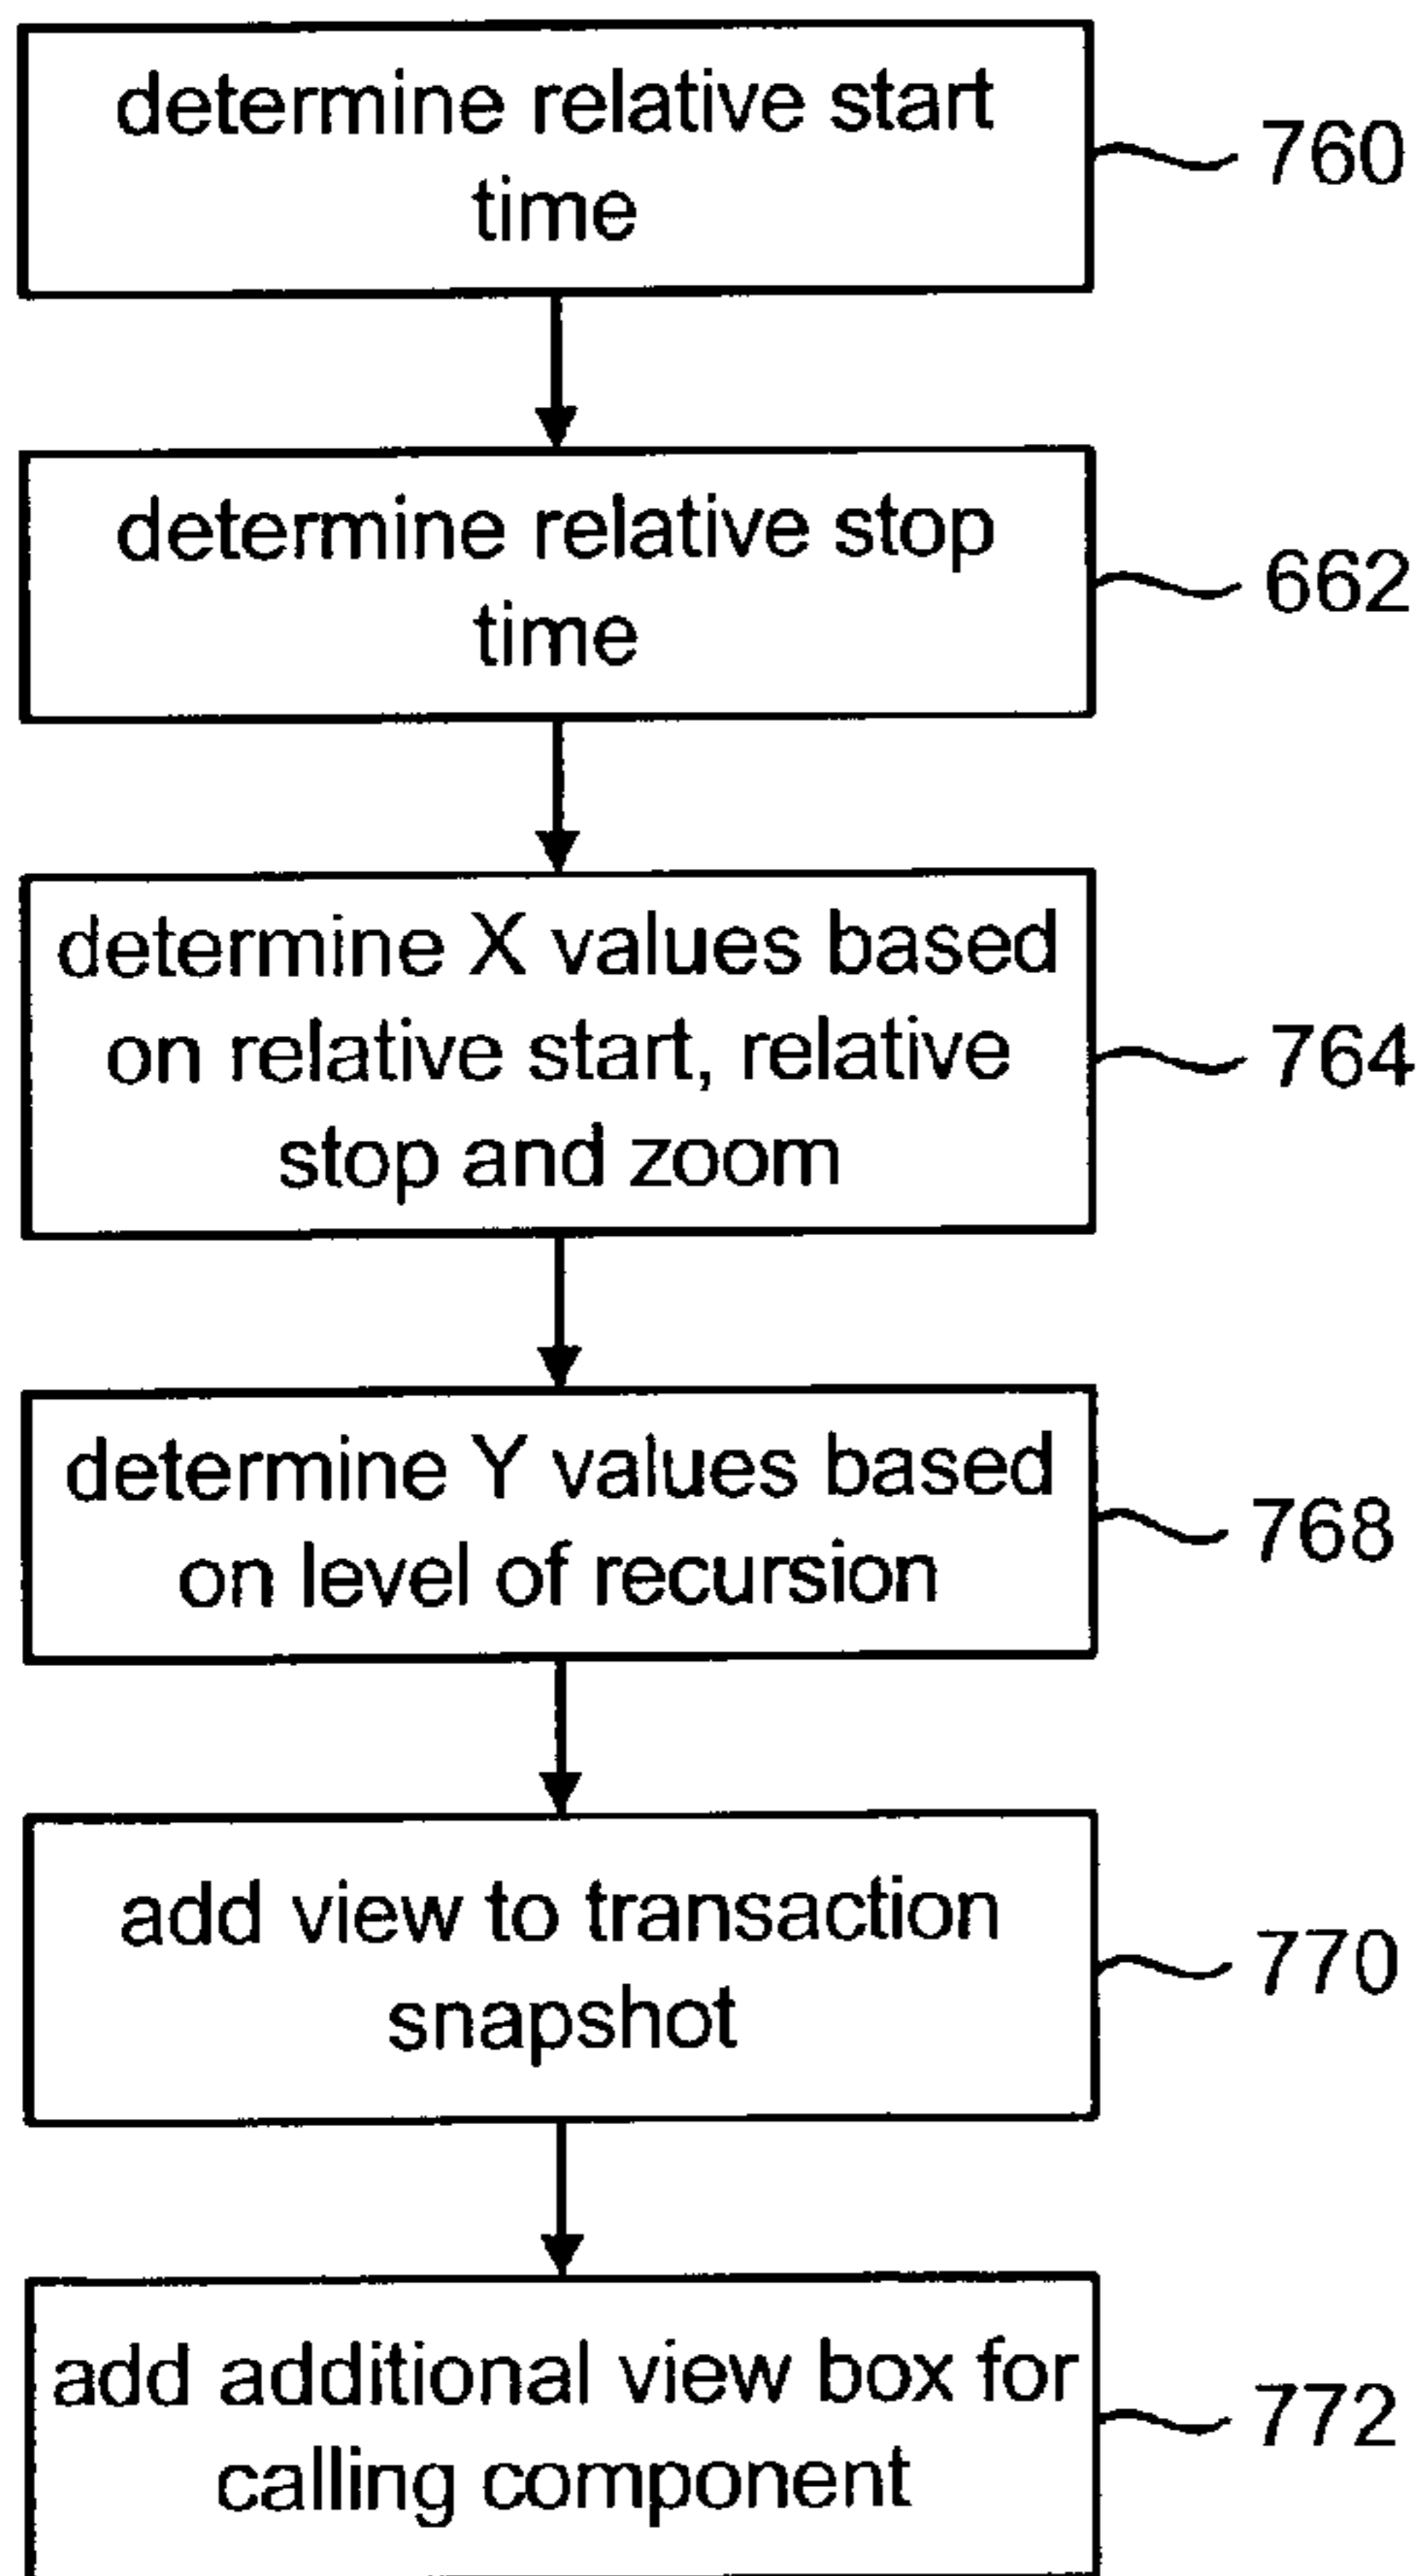 determine relative start
time
760
determine relative stop
time
662
determine X values based
on relative start, relative
stop and zoom
764
determine Y values based
on level of recursion
768
add view to transaction
snapshot
770
add additional view box for
calling component
772